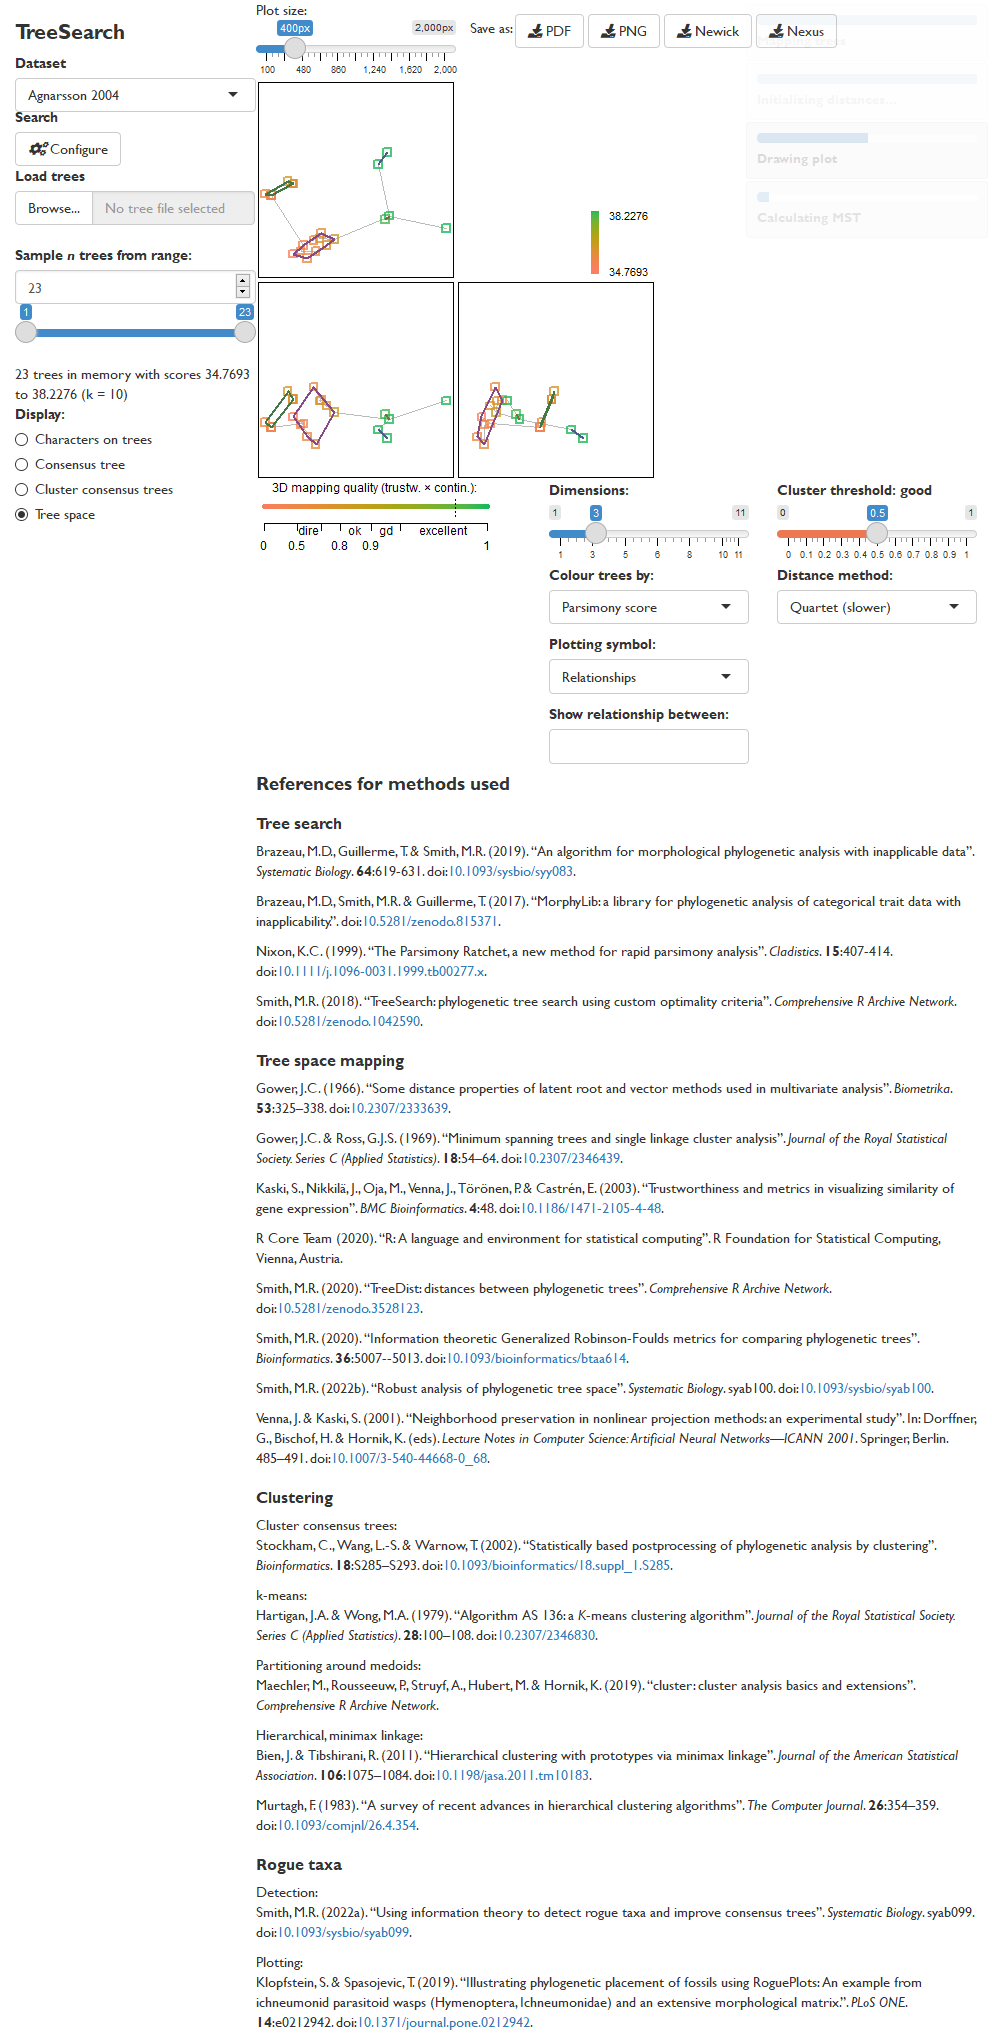 TreeSearch
Dataset
Agnarsson 2004
Search
Configure
Load trees
Browse... No tree file selected
Sample n trees from range:
23
1 23
23 trees in memory with scores 34.7693
to 38.2276 (k = 10)
Display:
Characters on trees
Consensus tree
Cluster consensus trees
Tree space
Plot size:
400px 2,000px
100 480 860 1,240 1,620 2,000
Save as: PDF PNG Newick Nexus
Initializing distances...
Drawing plot
Calculating MST
38.2276
34.7693
3D mapping quality (trustw. × contin.):
dire ok gd excellent
0 0.5 0.8 0.9 1
Dimensions:
1 3 11
1 3 5 6 8 10 11
Cluster threshold: good
0 0.5 1
0 0.1 0.2 0.3 0.4 0.5 0.6 0.7 0.8 0.9 1
Colour trees by:
Parsimony score
Distance method:
Quartet (slower)
Plotting symbol:
Relationships
Show relationship between:
References for methods used
Tree search
Brazeau, M.D., Guillerme, T. & Smith, M.R. (2019). “An algorithm for morphological phylogenetic analysis with inapplicable data”.
Systematic Biology. 64:619-631. doi:10.1093/sysbio/syy083.
Brazeau, M.D., Smith, M.R. & Guillerme, T. (2017). “MorphyLib: a library for phylogenetic analysis of categorical trait data with
inapplicability.”. doi:10.5281/zenodo.815371.
Nixon, K.C. (1999). “The Parsimony Ratchet, a new method for rapid parsimony analysis”. Cladistics. 15:407-414.
doi:10.1111/j.1096-0031.1999.tb00277.x.
Smith, M.R. (2018). “TreeSearch: phylogenetic tree search using custom optimality criteria”. Comprehensive R Archive Network.
doi:10.5281/zenodo.1042590.
Tree space mapping
Gower, J.C. (1966). “Some distance properties of latent root and vector methods used in multivariate analysis”. Biometrika.
53:325–338. doi:10.2307/2333639.
Gower, J.C. & Ross, G.J.S. (1969). “Minimum spanning trees and single linkage cluster analysis”. Journal of the Royal Statistical
Society. Series C (Applied Statistics). 18:54–64. doi:10.2307/2346439.
Kaski, S., Nikkilä, J., Oja, M., Venna, J., Törönen, P. & Castrén, E. (2003). “Trustworthiness and metrics in visualizing similarity of
gene expression”. BMC Bioinformatics. 4:48. doi:10.1186/1471-2105-4-48.
R Core Team (2020). “R: A language and environment for statistical computing”. R Foundation for Statistical Computing,
Vienna, Austria.
Smith, M.R. (2020). “TreeDist: distances between phylogenetic trees”. Comprehensive R Archive Network.
doi:10.5281/zenodo.3528123.
Smith, M.R. (2020). “Information theoretic Generalized Robinson-Foulds metrics for comparing phylogenetic trees”.
Bioinformatics. 36:5007--5013. doi:10.1093/bioinformatics/btaa614.
Smith, M.R. (2022b). “Robust analysis of phylogenetic tree space”. Systematic Biology. syab100. doi:10.1093/sysbio/syab100.
Venna, J. & Kaski, S. (2001). “Neighborhood preservation in nonlinear projection methods: an experimental study”. In: Dorffner,
G., Bischof, H. & Hornik, K. (eds). Lecture Notes in Computer Science: Artificial Neural Networks—ICANN 2001. Springer, Berlin.
485–491. doi:10.1007/3-540-44668-0_68.
Clustering
Cluster consensus trees:
Stockham, C., Wang, L.-S. & Warnow, T. (2002). “Statistically based postprocessing of phylogenetic analysis by clustering”.
Bioinformatics. 18:S285–S293. doi:10.1093/bioinformatics/18.suppl_1.S285.
k-means:
Hartigan, J.A. & Wong, M.A. (1979). “Algorithm AS 136: a K-means clustering algorithm”. Journal of the Royal Statistical Society.
Series C (Applied Statistics). 28:100–108. doi:10.2307/2346830.
Partitioning around medoids:
Maechler, M., Rousseeuw, P., Struyf, A., Hubert, M. & Hornik, K. (2019). “cluster: cluster analysis basics and extensions”.
Comprehensive R Archive Network.
Hierarchical, minimax linkage:
Bien, J. & Tibshirani, R. (2011). “Hierarchical clustering with prototypes via minimax linkage”. Journal of the American Statistical
Association. 106:1075–1084. doi:10.1198/jasa.2011.tm10183.
Murtagh, F. (1983). “A survey of recent advances in hierarchical clustering algorithms”. The Computer Journal. 26:354–359.
doi:10.1093/comjnl/26.4.354.
Rogue taxa
Detection:
Smith, M.R. (2022a). “Using information theory to detect rogue taxa and improve consensus trees”. Systematic Biology. syab099.
doi:10.1093/sysbio/syab099.
Plotting:
Klopfstein, S. & Spasojevic, T. (2019). “Illustrating phylogenetic placement of fossils using RoguePlots: An example from
ichneumonid parasitoid wasps (Hymenoptera, Ichneumonidae) and an extensive morphological matrix.”. PLoS ONE.
14:e0212942. doi:10.1371/journal.pone.0212942.